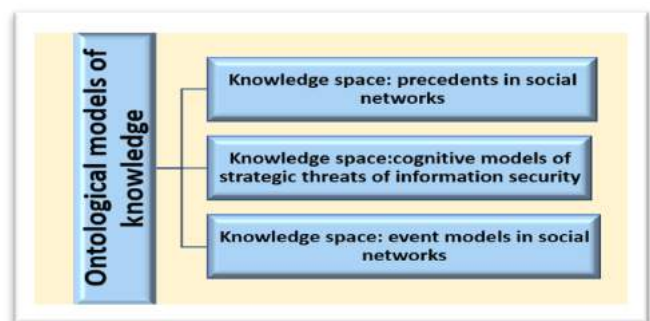 Ontological models of
knowledge
Knowledge space: precedents in social
networks
Knowledge space:cognitive models of
strategic threats of information security
Knowledge space: event models in social
networks